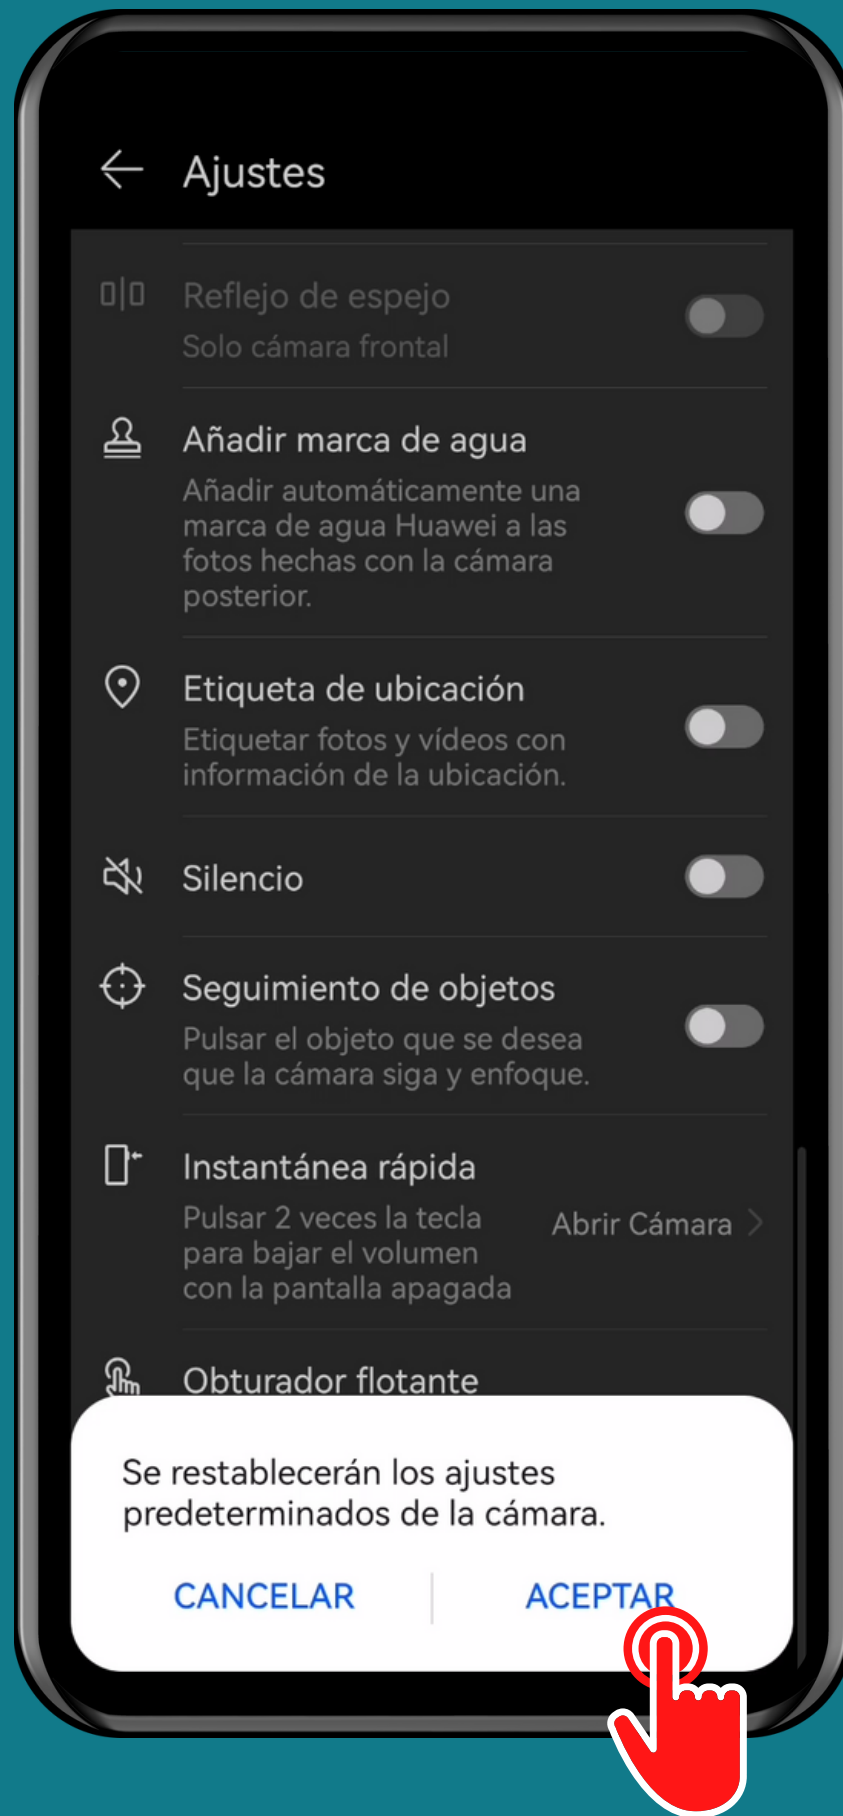 Ajustes
Reflejo de espejo
Solo cámara frontal
Añadir marca de agua
Añadir automáticamente una
marca de agua Huawei a las
fotos hechas con la cámara
posterior.
Etiqueta de ubicación
Etiquetar fotos y vídeos con
información de la ubicación.
Silencio
Seguimiento de objetos
Pulsar el objeto que se desea
que la cámara siga y enfoque.
Instantánea rápida
Pulsar 2 veces la tecla
para bajar el volumen
con la pantalla apagada
Abrir Cámara
Obturador flotante
Se restablecerán los ajustes
predeterminados de la cámara.
CANCELAR
ACEPTAR